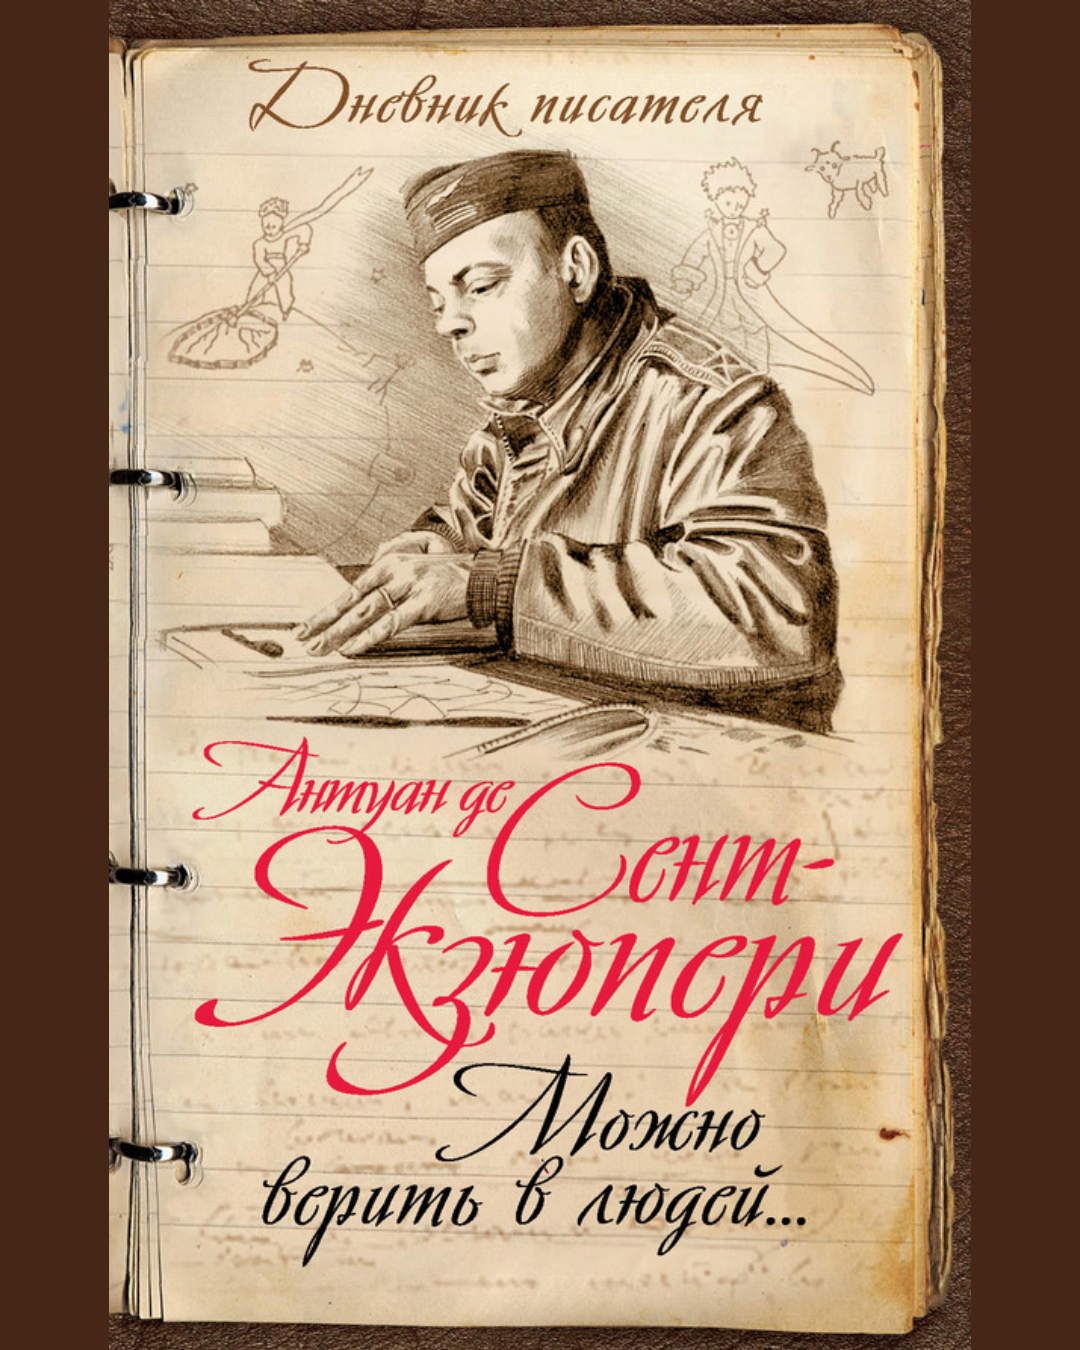 Дневник писателя
Антуан де
Сент-
Экзюпери
Можно
верить в людей...